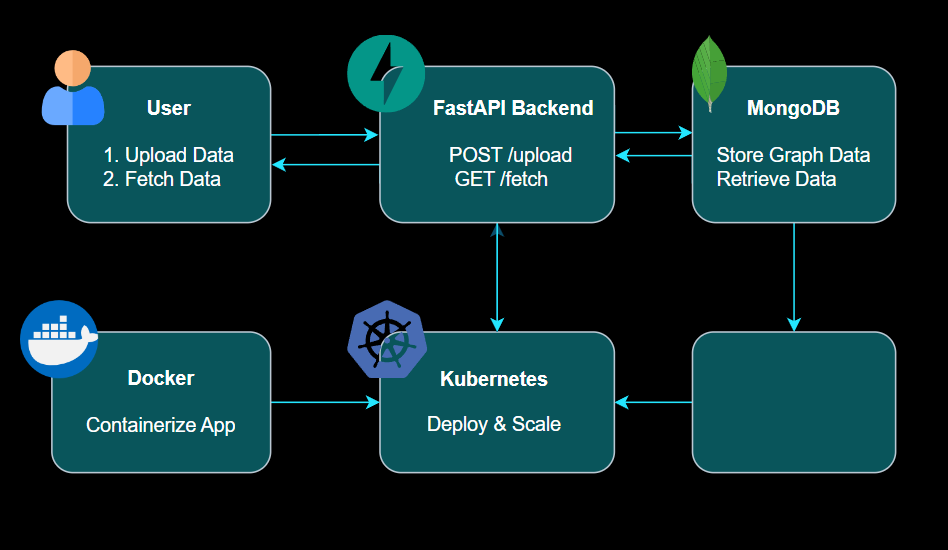 User
1. Upload Data
2. Fetch Data
FastAPI Backend
POST /upload
GET /fetch
MongoDB
Store Graph Data
Retrieve Data
Docker
Containerize App
Kubernetes
Deploy & Scale